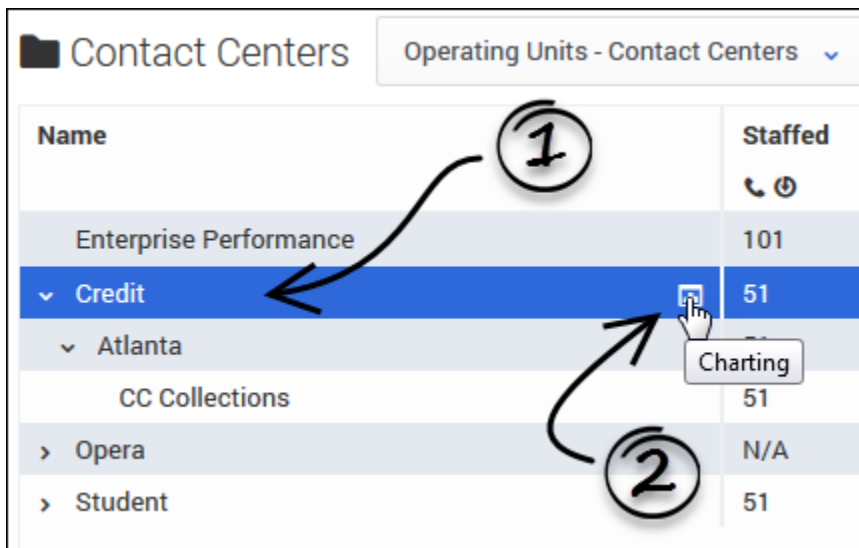 Contact Centers
Operating Units - Contact Centers
Name Staffed
1
Enterprise Performance 101
Credit 51
Atlanta
Charting
CC Collections 51
Opera N/A
2
Student 51